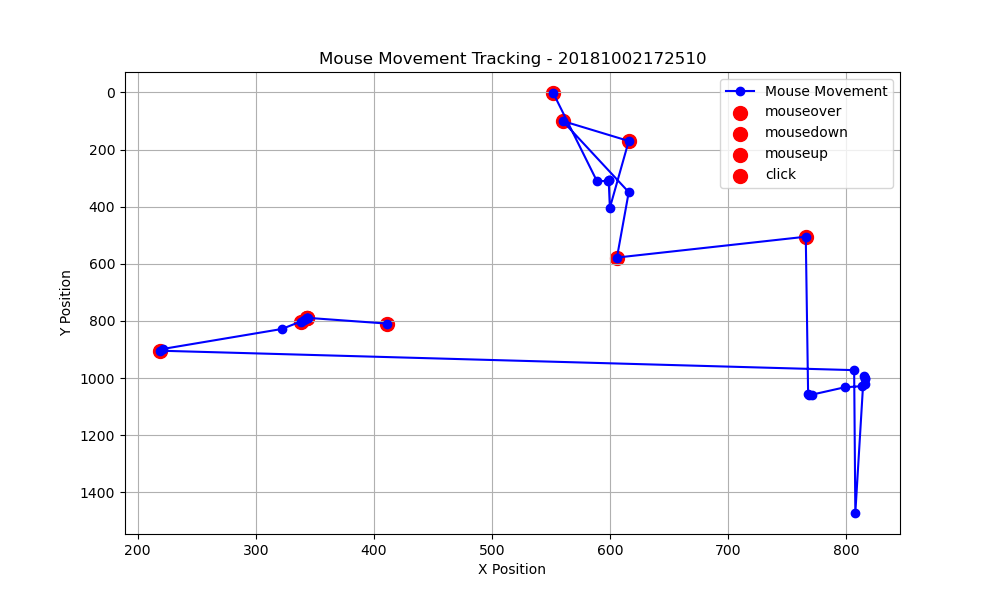 Mouse Movement Tracking - 20181002172510
Mouse Movement
mouseover
mousedown
mouseup
click
Y Position
0
200
400
600
800
1000
1200
1400
200 300 400 500 600 700 800
X Position